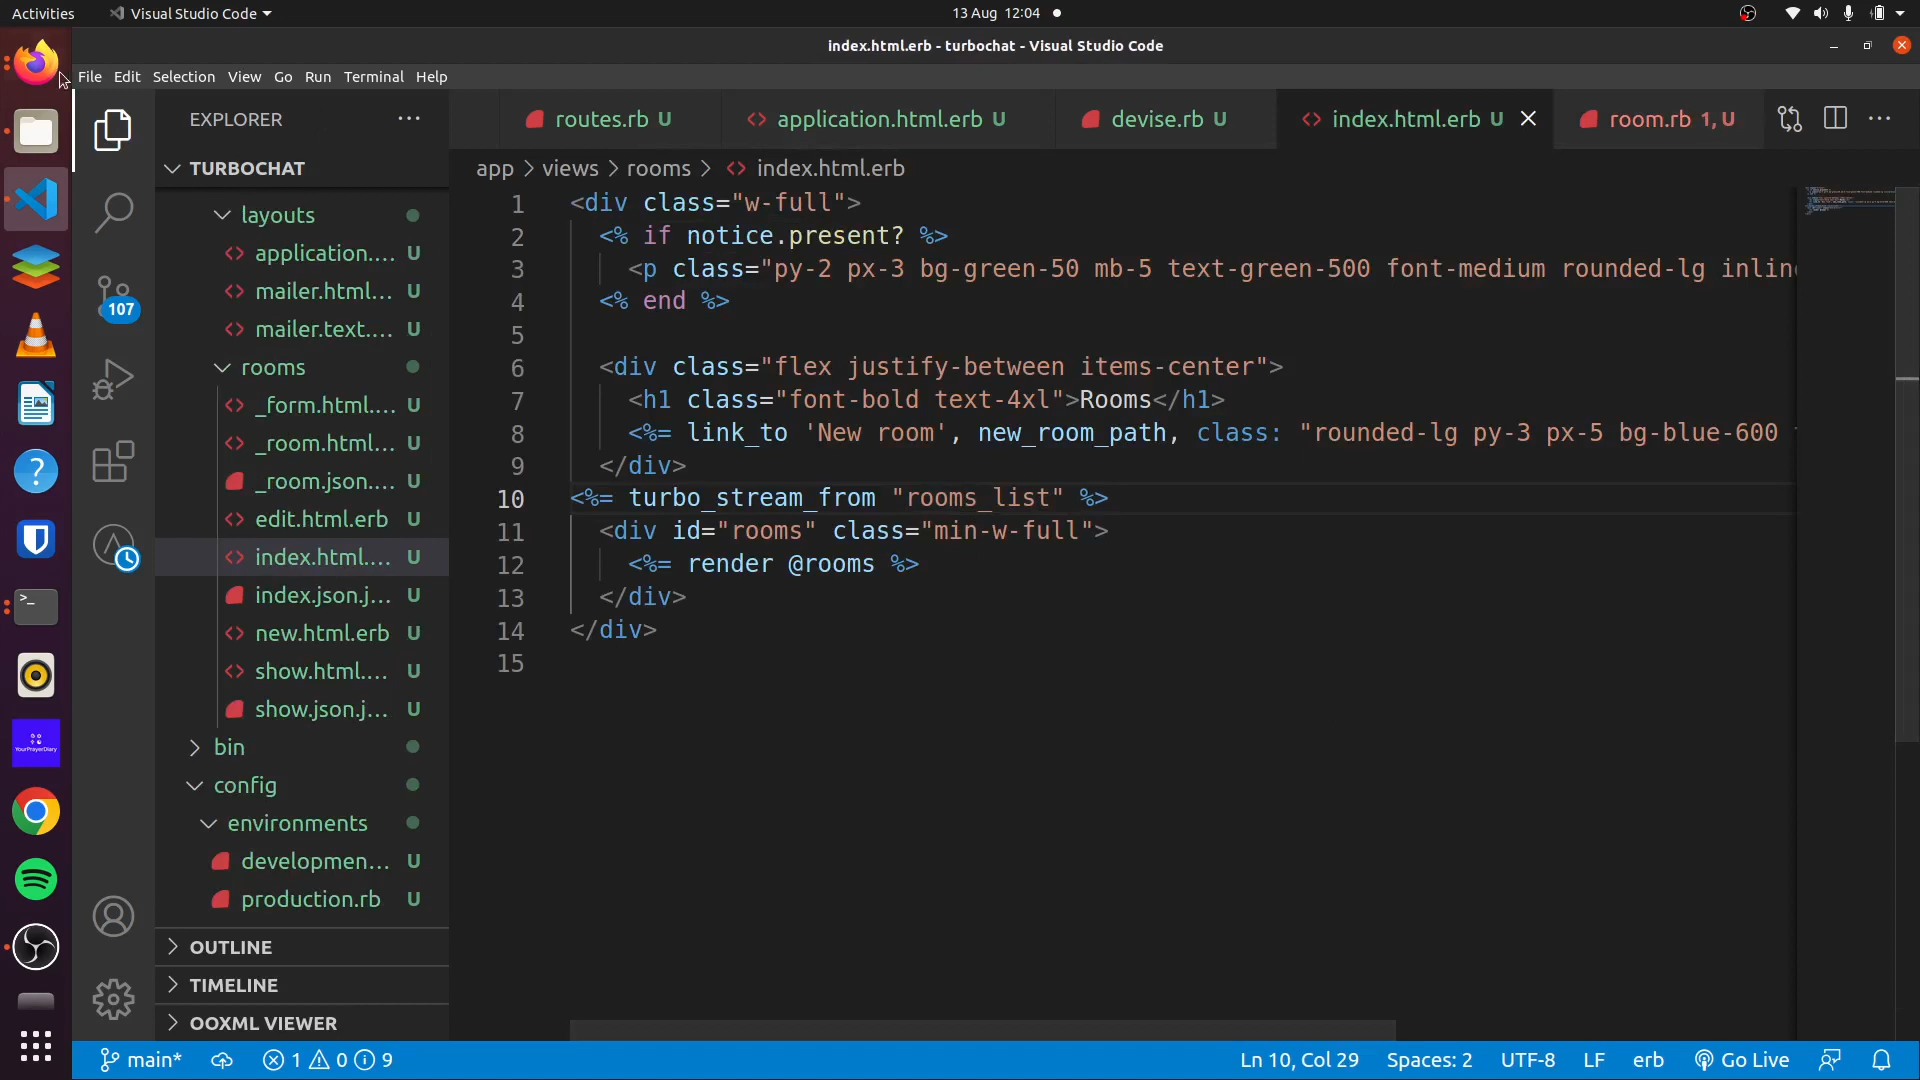 Activities
Visual Studio Code
13 Aug 12:04
index.html.erb - turbochat - Visual Studio Code
File Edit Selection View Go Run Terminal Help
EXPLORER
routes.rb U
application.html.erb U
devise.rb U
index.html.erb U
room.rb 1, U
TURBOCHAT
app > views > rooms > index.html.erb
layouts
application.... U
mailer.html... U
mailer.text.... U
rooms
_form.html.... U
_room.html... U
_room.json.... U
edit.html.erb U
index.html.... U
index.json.j... U
new.html.erb U
show.html.... U
show.json.j... U
bin
config
environments
developmen... U
production.rb U
OUTLINE
TIMELINE
OOXML VIEWER
107
YourPrayerDiary
1 <div class="w-full">
2 <% if notice.present? %>
3 <p class="py-2 px-3 bg-green-50 mb-5 text-green-500 font-medium rounded-lg inlin
4 <% end %>
5
6 <div class="flex justify-between items-center">
7 <h1 class="font-bold text-4xl">Rooms</h1>
8 <%= link_to 'New room', new_room_path, class: "rounded-lg py-3 px-5 bg-blue-600
9 </div>
10 <%= turbo_stream_from "rooms_list" %>
11 <div id="rooms" class="min-w-full">
12 <%= render @rooms %>
13 </div>
14 </div>
15
main* 1 0 9
Ln 10, Col 29 Spaces: 2 UTF-8 LF erb Go Live